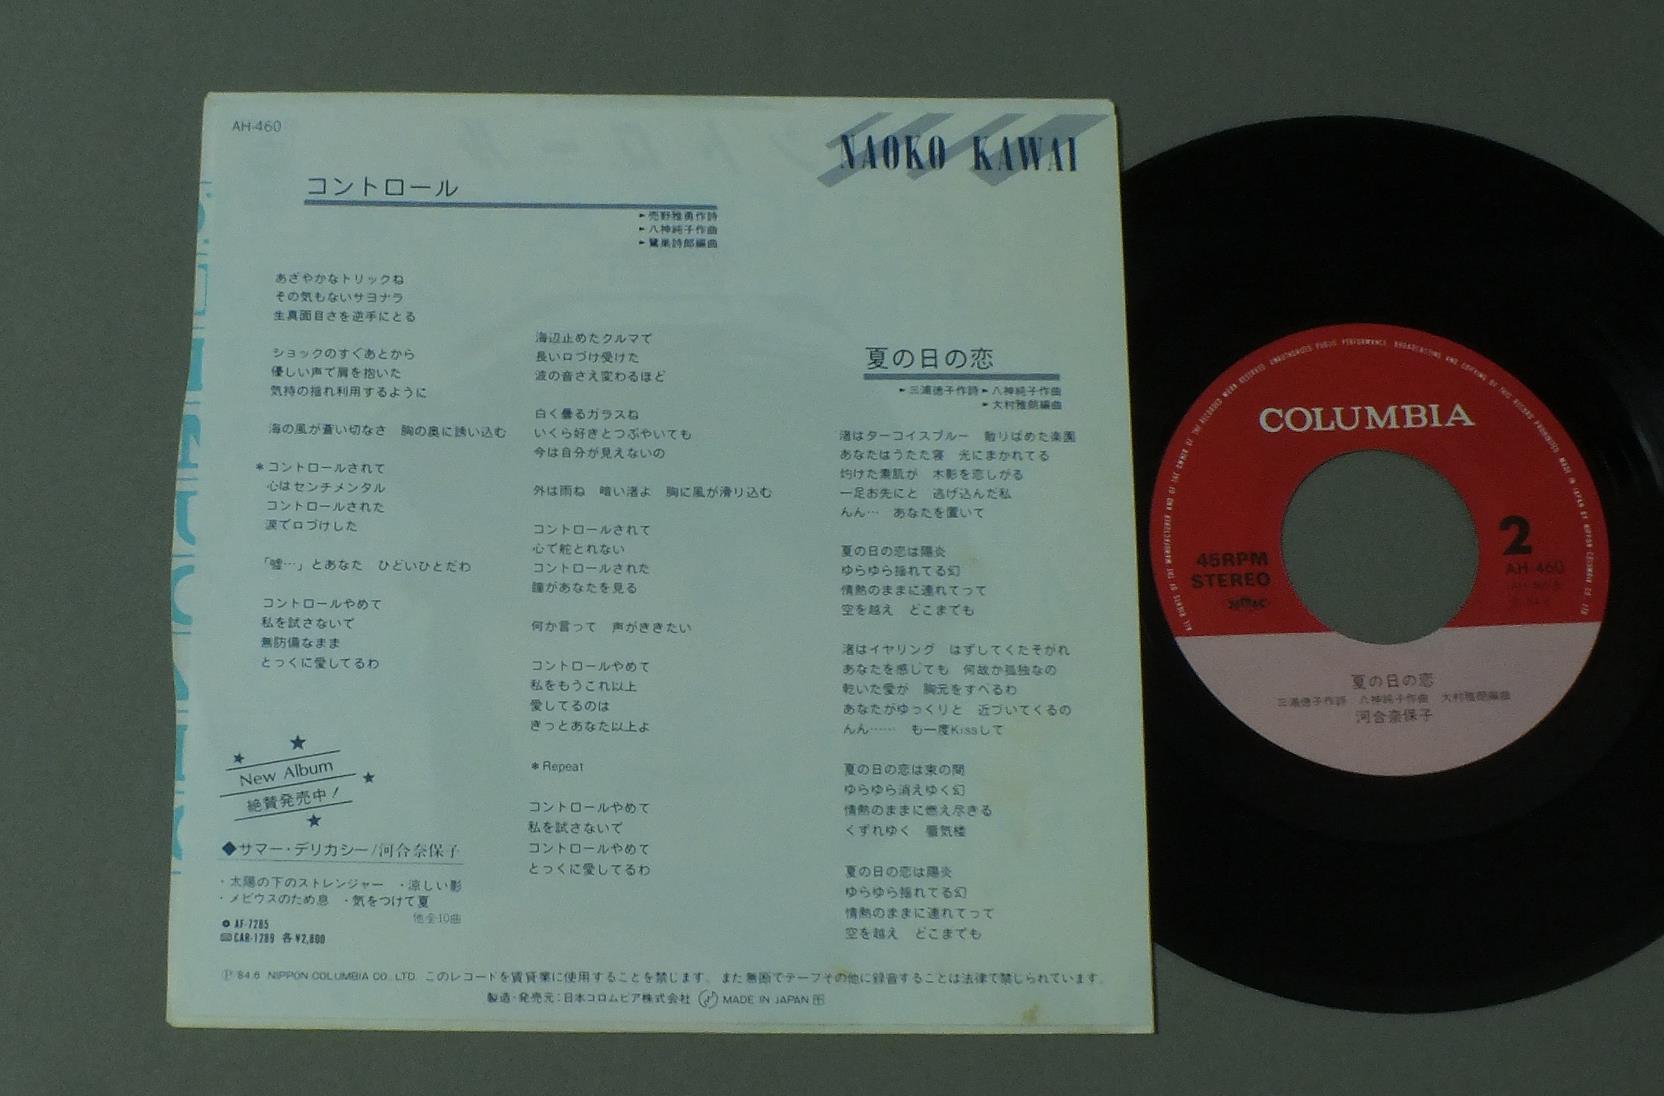 AH-460
NAOKO KAWAI
コントロール
►売野雅勇作詩
►八神純子作曲
►鷺巣詩郎編曲
あざやかなトリックね
その気もないサヨナラ
生真面目さを逆手にとる
ショックのすぐあとから
優しい声で肩を抱いた
気持の揺れ利用するように
海の風が蒼い切なさ　胸の奥に誘い込む
＊コントロールされて
心はセンチメンタル
コントロールされた
涙で口づけした
「嘘…」とあなた　ひどいひとだわ
コントロールやめて
私を試さないで
無防備なまま
とっくに愛してるわ
海辺止めたクルマで
長い口づけ受けた
波の音さえ変わるほど
白く曇るガラスね
いくら好きとつぶやいても
今は自分が見えないの
外は雨ね　暗い渚よ　胸に風が滑り込む
コントロールされて
心で舵とれない
コントロールされた
瞳があなたを見る
何か言って　声がききたい
コントロールやめて
私をもうこれ以上
愛してるのは
きっとあなた以上よ
＊Repeat
コントロールやめて
私を試さないで
コントロールやめて
とっくに愛してるわ
夏の日の恋
►三浦徳子作詩►八神純子作曲
►大村雅朗編曲
渚はターコイスブルー　散りばめた楽園
あなたはうたた寝　光にまかれてる
灼けた素肌が　木影を恋しがる
一足お先にと　逃げ込んだ私
んん…　あなたを置いて
夏の日の恋は陽炎
ゆらゆら揺れてる幻
情熱のままに連れてって
空を越え　どこまでも
渚はイヤリング　はずしてくたそがれ
あなたを感じても　何故か孤独なの
乾いた愛が　胸元をすべるわ
あなたがゆっくりと　近づいてくるの
んん……　も一度Kissして
夏の日の恋は束の間
ゆらゆら消えゆく幻
情熱のままに燃え尽きる
くずれゆく　蜃気楼
夏の日の恋は陽炎
ゆらゆら揺れてる幻
情熱のままに連れてって
空を越え　どこまでも
New Album
絶賛発売中!
◆サマー・デリカシー/河合奈保子
・太陽の下のストレンジャー　・涼しい影
・メビウスのため息　・気をつけて夏
他全10曲
AF-7285
CAR-1289 各¥2,800
Ⓟ'84.6 NIPPON COLUMBIA CO., LTD. このレコードを賃貸業に使用することを禁じます。また無断でテープその他に録音することは法律で禁じられています。
製造・発売元:日本コロムビア株式会社 MADE IN JAPAN
COLUMBIA
2
45RPM
STEREO
AH-460
夏の日の恋
三浦徳子作詩　八神純子作曲　大村雅朗編曲
河合奈保子